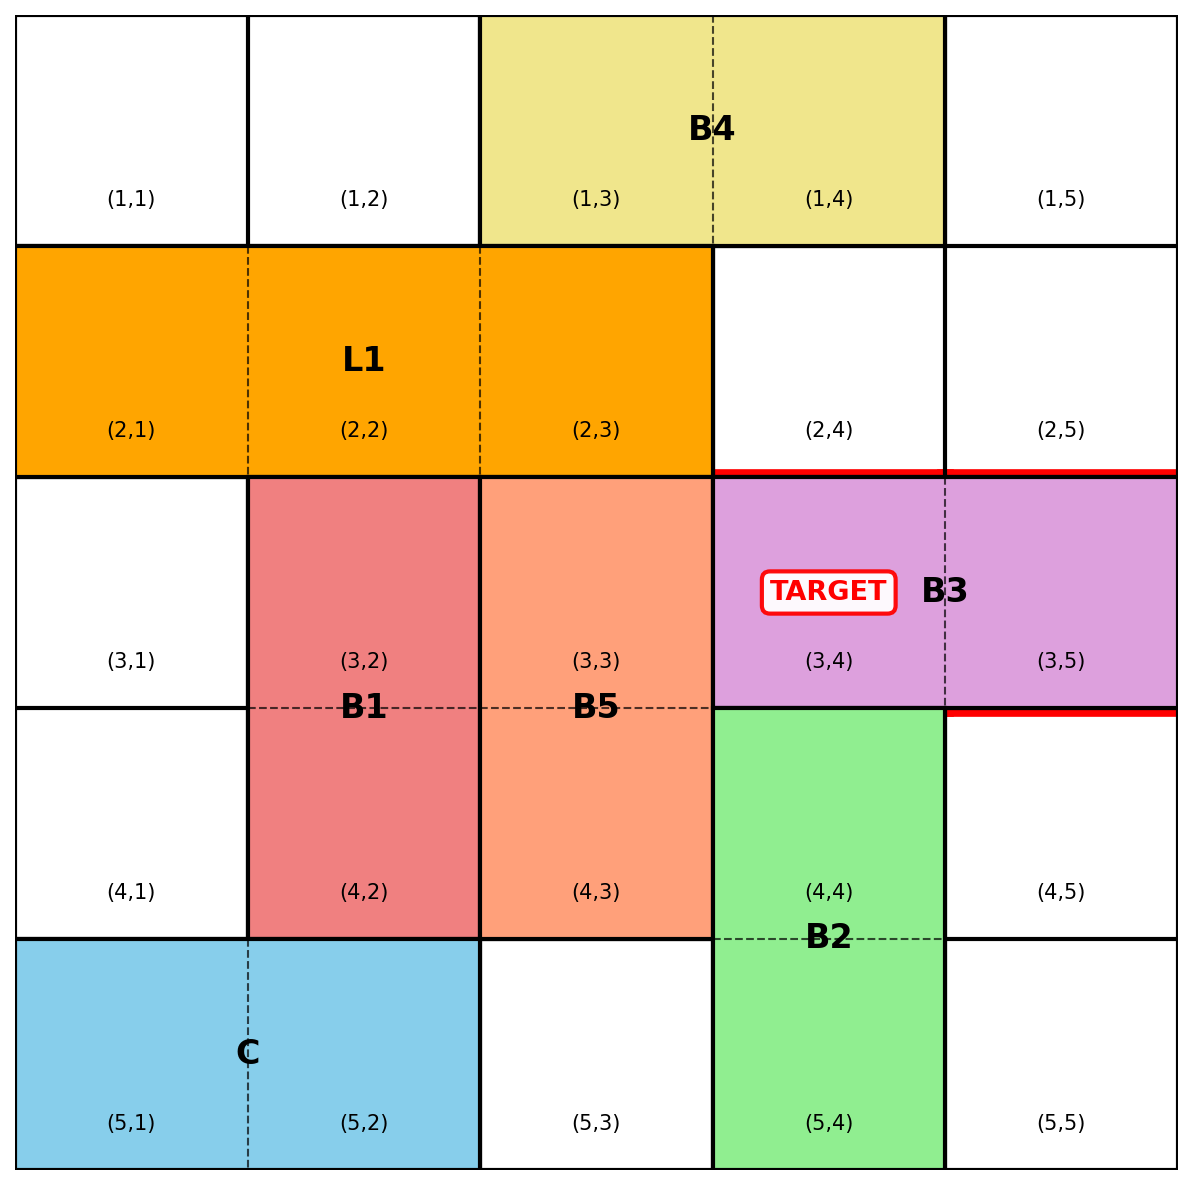 B4
(1,1) (1,2) (1,3) (1,4) (1,5)
L1
(2,1) (2,2) (2,3) (2,4) (2,5)
TARGET B3
(3,1) (3,2) (3,3) (3,4) (3,5)
B1 B5
(4,1) (4,2) (4,3) (4,4) (4,5)
B2
C
(5,1) (5,2) (5,3) (5,4) (5,5)